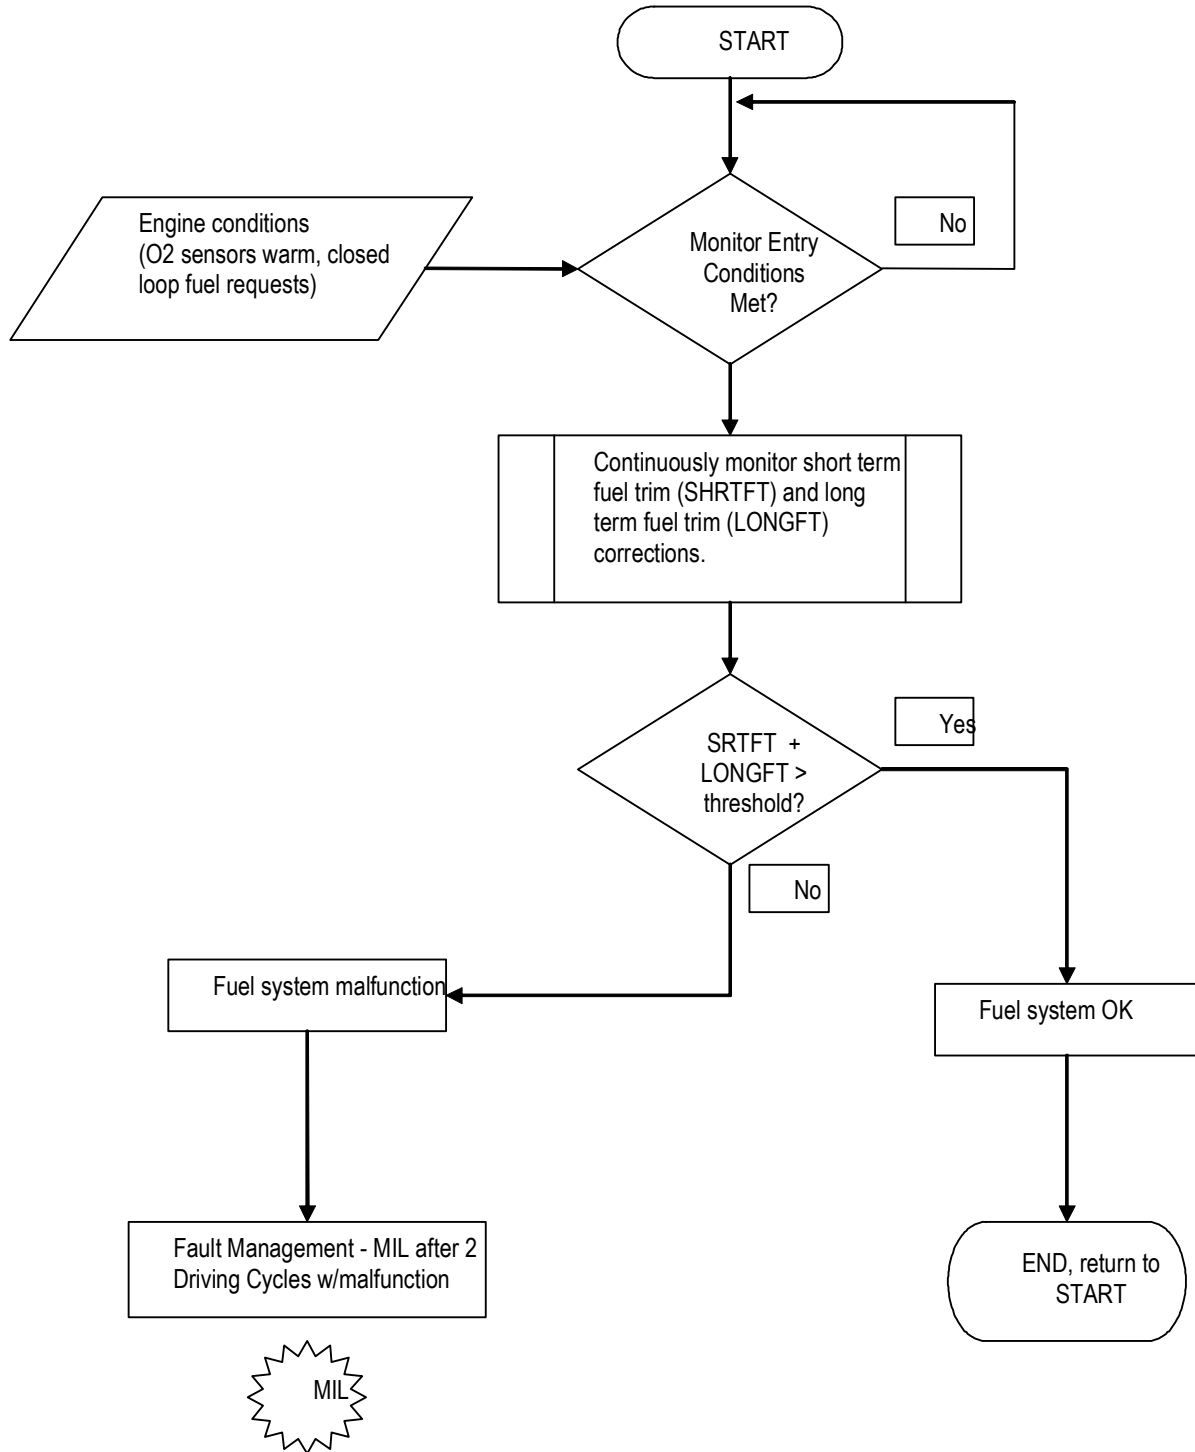 START
Engine conditions
(O2 sensors warm, closed
loop fuel requests)
Monitor Entry
Conditions
Met?
No
Continuously monitor short term
fuel trim (SHRTFT) and long
term fuel trim (LONGFT)
corrections.
SRTFT +
LONGFT >
threshold?
Yes
No
Fuel system malfunction
Fuel system OK
Fault Management - MIL after 2
Driving Cycles w/malfunction
END, return to
START
MIL